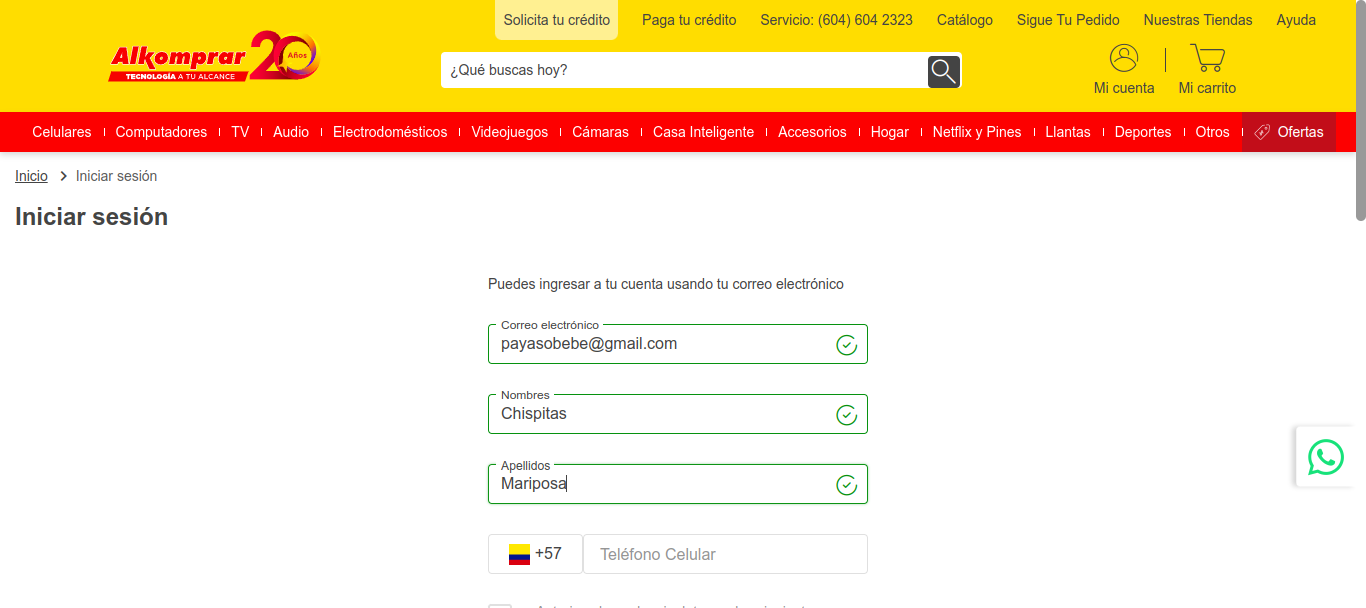 Solicita tu crédito Paga tu crédito Servicio: (604) 604 2323 Catálogo Sigue Tu Pedido Nuestras Tiendas Ayuda
Alkomprar 20 Años
TECNOLOGÍA A TU ALCANCE
¿Qué buscas hoy?
Mi cuenta Mi carrito
Celulares Computadores TV Audio Electrodomésticos Videojuegos Cámaras Casa Inteligente Accesorios Hogar Netflix y Pines Llantas Deportes Otros Ofertas
Inicio > Iniciar sesión
Iniciar sesión
Puedes ingresar a tu cuenta usando tu correo electrónico
Correo electrónico
payasobebe@gmail.com
Nombres
Chispitas
Apellidos
Mariposa
+57 Teléfono Celular